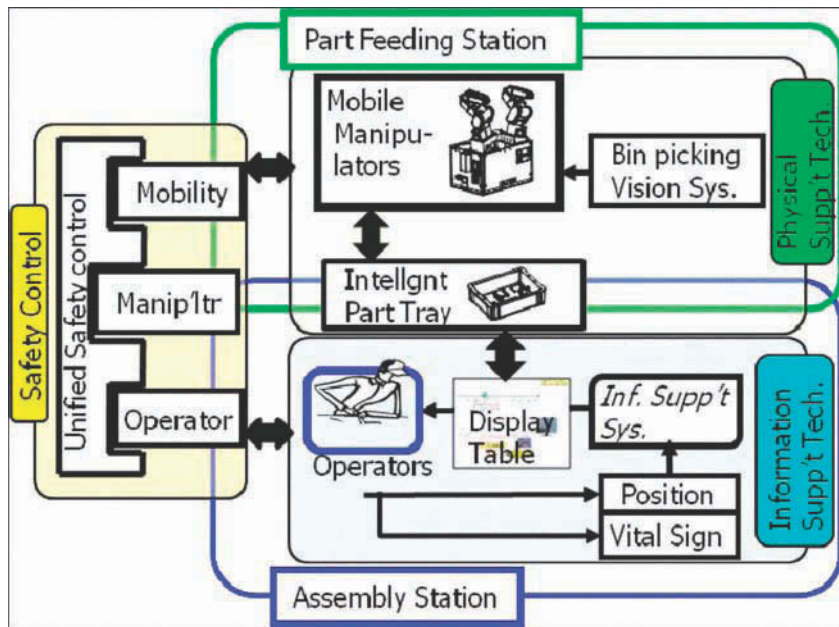 Part Feeding Station
Mobile
Manipu-
lators
Bin picking
Vision Sys.
Physical
Supp't Tech
Safety Control
Unified Safety control
Mobility
Manip'ltr
Operator
Intellgnt
Part Tray
Operators
Display
Table
Inf. Supp't
Sys.
Position
Vital Sign
Information
Supp't Tech.
Assembly Station